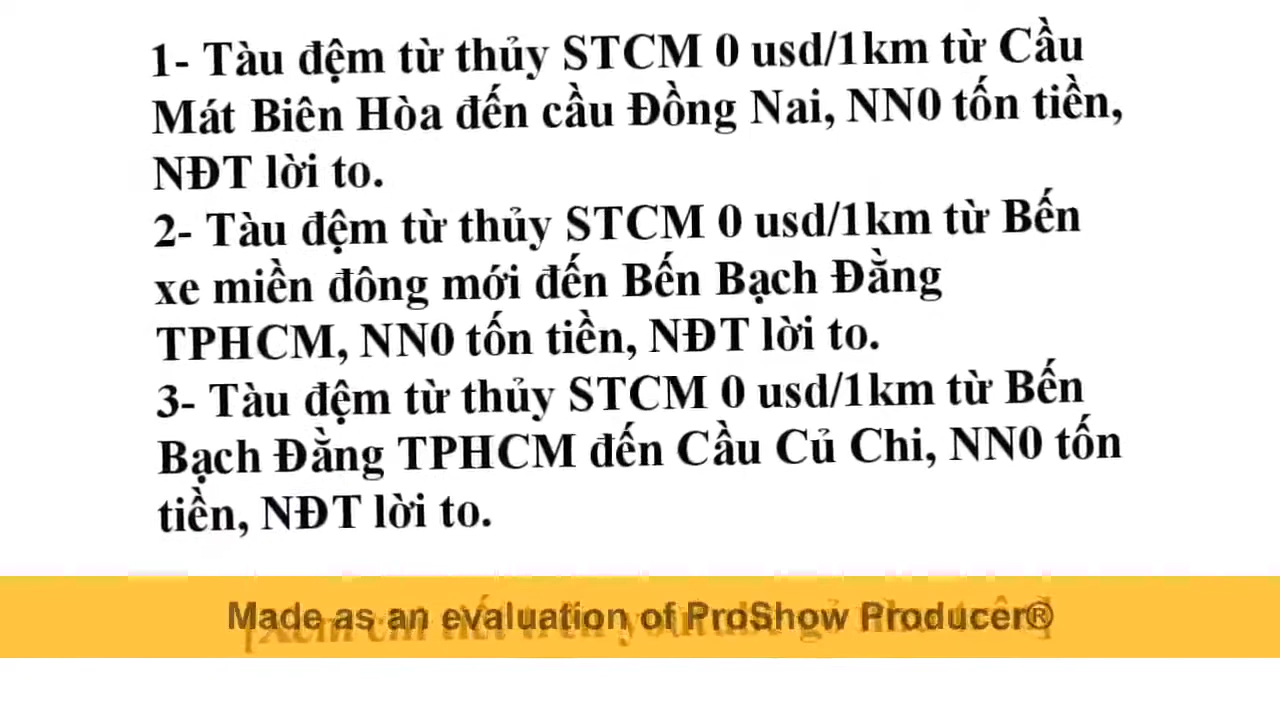 1- Tàu đệm từ thủy STCM 0 usd/1km từ Cầu
Mát Biên Hòa đến cầu Đồng Nai, NN0 tốn tiền,
NĐT lời to.
2- Tàu đệm từ thủy STCM 0 usd/1km từ Bến
xe miền đông mới đến Bến Bạch Đằng
TPHCM, NN0 tốn tiền, NĐT lời to.
3- Tàu đệm từ thủy STCM 0 usd/1km từ Bến
Bạch Đằng TPHCM đến Cầu Củ Chi, NN0 tốn
tiền, NĐT lời to.
Made as an evaluation of ProShow Producer®
[Xem chi tiết trên